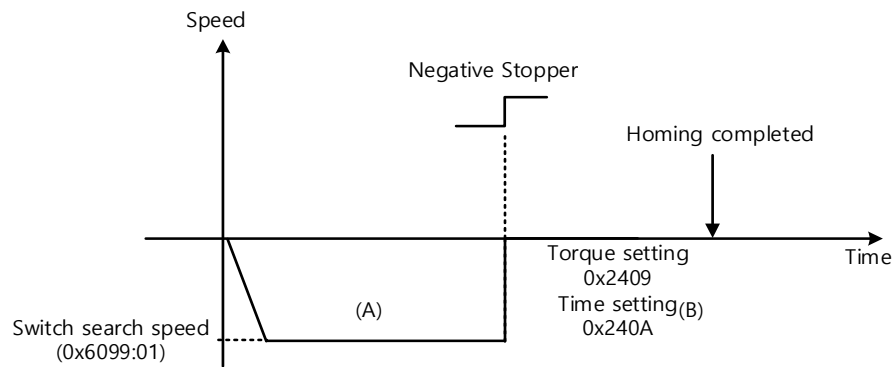 Speed
Negative Stopper
Homing completed
Time
Torque setting
0x2409
(A)
Time setting(B)
0x240A
Switch search speed
(0x6099:01)